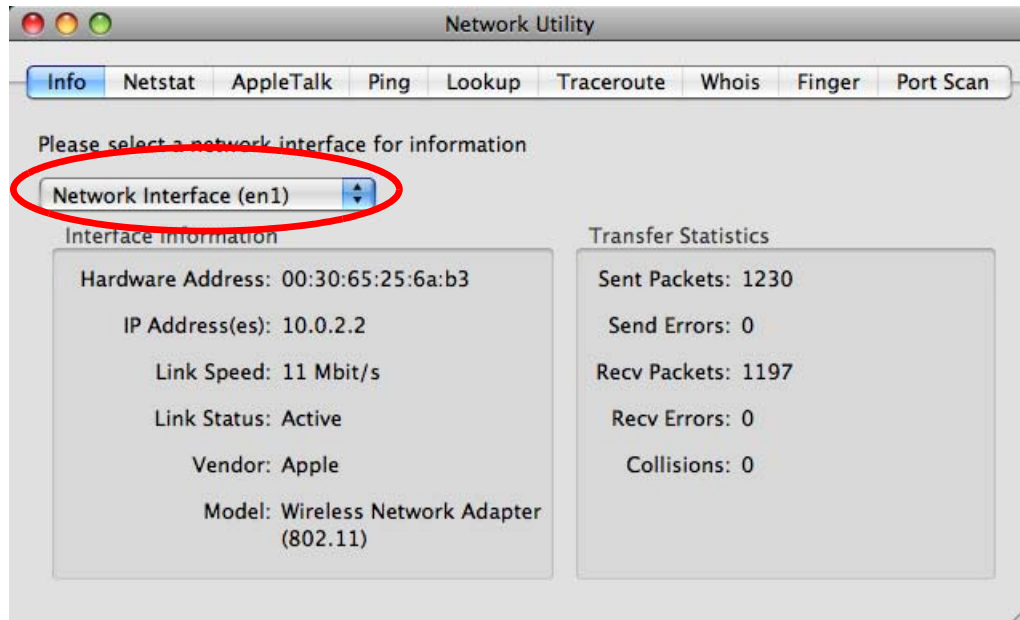 Network Utility
Info Netstat AppleTalk Ping Lookup Traceroute Whois Finger Port Scan
Please select a network interface for information
Network Interface (en1)
Interface Information
Hardware Address: 00:30:65:25:6a:b3
IP Address(es): 10.0.2.2
Link Speed: 11 Mbit/s
Link Status: Active
Vendor: Apple
Model: Wireless Network Adapter
(802.11)
Transfer Statistics
Sent Packets: 1230
Send Errors: 0
Recv Packets: 1197
Recv Errors: 0
Collisions: 0